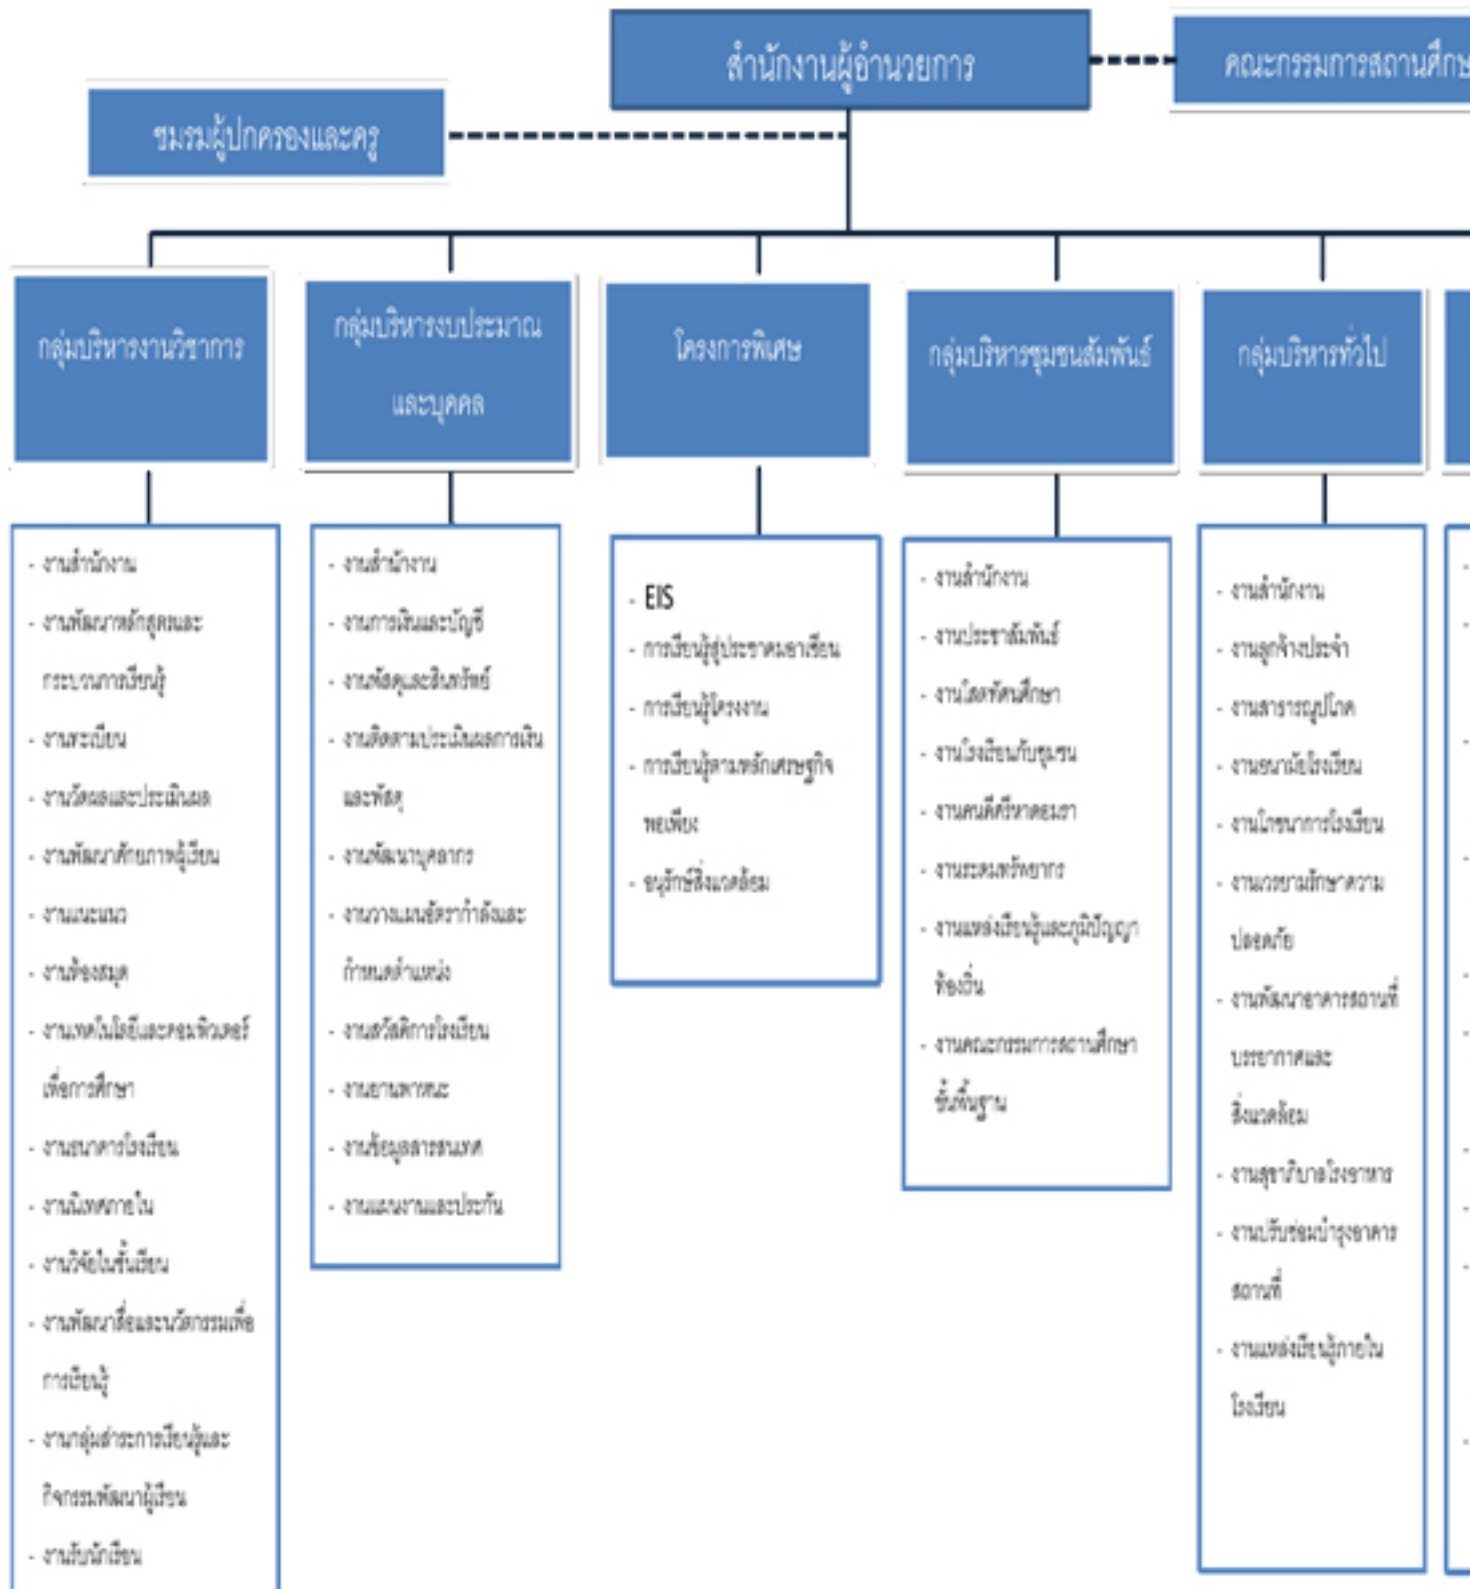 สำนักงานผู้อำนวยการ
คณะกรรมการสถานศึกษ
ชมรมผู้ปกครองและครู
กลุ่มบริหารงานวิชาการ
กลุ่มบริหารงบประมาณ
และบุคคล
โครงการพิเศษ
กลุ่มบริหารชุมชนสัมพันธ์
กลุ่มบริหารทั่วไป
- งานสำนักงาน
- งานพัฒนาหลักสูตรและ
กระบวนการเรียนรู้
- งานทะเบียน
- งานวัดผลและประเมินผล
- งานพัฒนาศักยภาพผู้เรียน
- งานแนะแนว
- งานห้องสมุด
- งานเทคโนโลยีและคอมพิวเตอร์
เพื่อการศึกษา
- งานธนาคารโรงเรียน
- งานนิเทศภายใน
- งานวิจัยในชั้นเรียน
- งานพัฒนาสื่อและนวัตกรรมเพื่อ
การเรียนรู้
- งานกลุ่มสาระการเรียนรู้และ
กิจกรรมพัฒนาผู้เรียน
- งานรับนักเรียน
- งานสำนักงาน
- งานการเงินและบัญชี
- งานพัสดุและสินทรัพย์
- งานติดตามประเมินผลการเงิน
และพัสดุ
- งานพัฒนาบุคลากร
- งานวางแผนอัตรากำลังและ
กำหนดตำแหน่ง
- งานสวัสดิการโรงเรียน
- งานยานพาหนะ
- งานข้อมูลสารสนเทศ
- งานแผนงานและประกัน
- EIS
- การเรียนรู้สู่ประชาคมอาเซียน
- การเรียนรู้โครงงาน
- การเรียนรู้ตามหลักเศรษฐกิจ
พอเพียง
- อนุรักษ์สิ่งแวดล้อม
- งานสำนักงาน
- งานประชาสัมพันธ์
- งานโสตทัศนศึกษา
- งานโรงเรียนกับชุมชน
- งานคนดีศรีหาดอมรา
- งานระดมทรัพยากร
- งานแหล่งเรียนรู้และภูมิปัญญา
ท้องถิ่น
- งานคณะกรรมการสถานศึกษา
ขั้นพื้นฐาน
- งานสำนักงาน
- งานลูกจ้างประจำ
- งานสาธารณูปโภค
- งานอนามัยโรงเรียน
- งานโภชนาการโรงเรียน
- งานเวรยามรักษาความ
ปลอดภัย
- งานพัฒนาอาคารสถานที่
บรรยากาศและ
สิ่งแวดล้อม
- งานสุขาภิบาลโรงอาหาร
- งานปรับซ่อมบำรุงอาคาร
สถานที่
- งานแหล่งเรียนรู้ภายใน
โรงเรียน